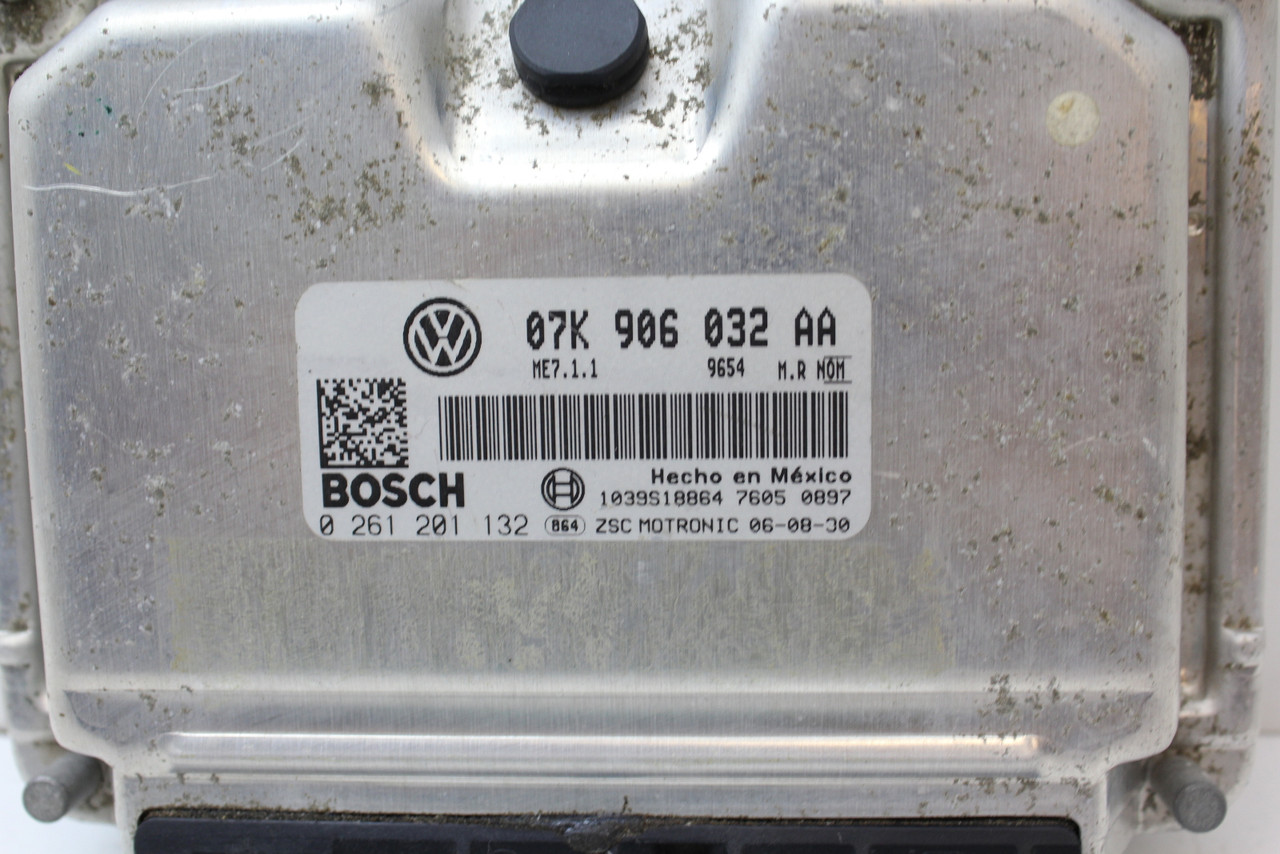 07K 906 032 AA
ME7.1.1 9654 M.R NOM
BOSCH
Hecho en México
1039S18864 7605 0897
0 261 201 132 864 ZSC MOTRONIC 06-08-30